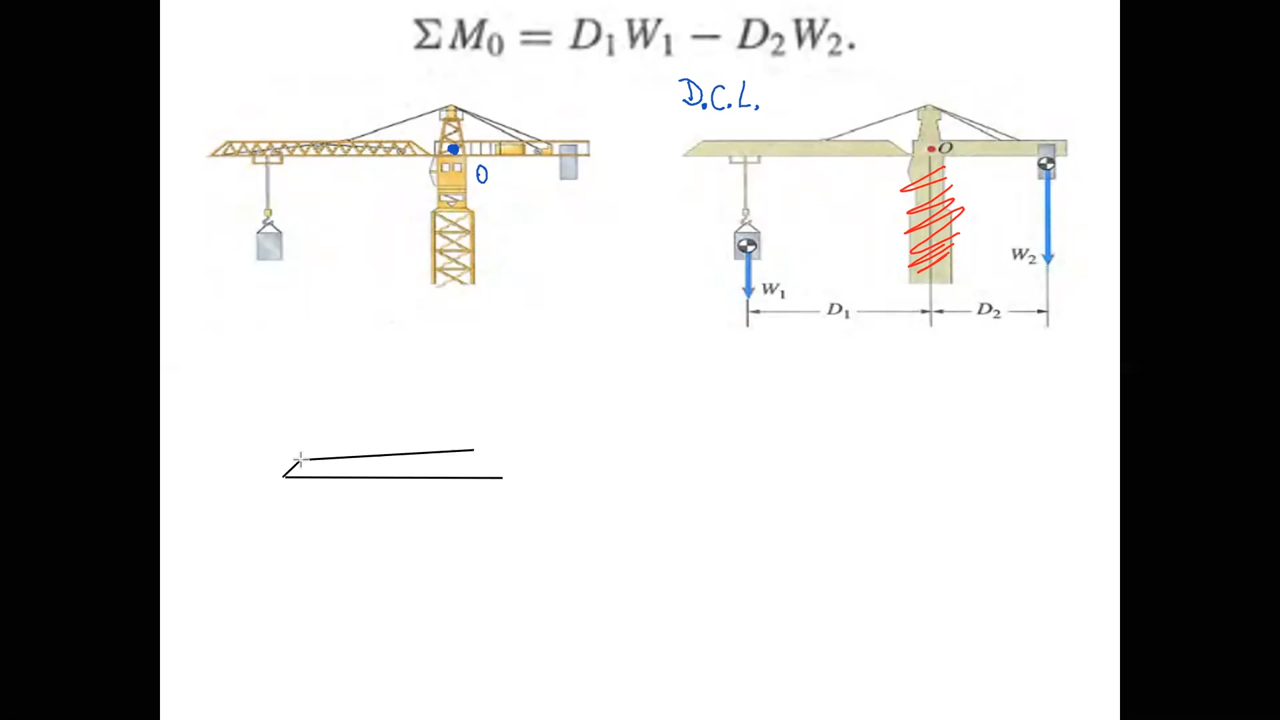 ΣM₀ = D₁W₁ − D₂W₂.
D.C.L.
O
O
W₂
W₁
D₁
D₂